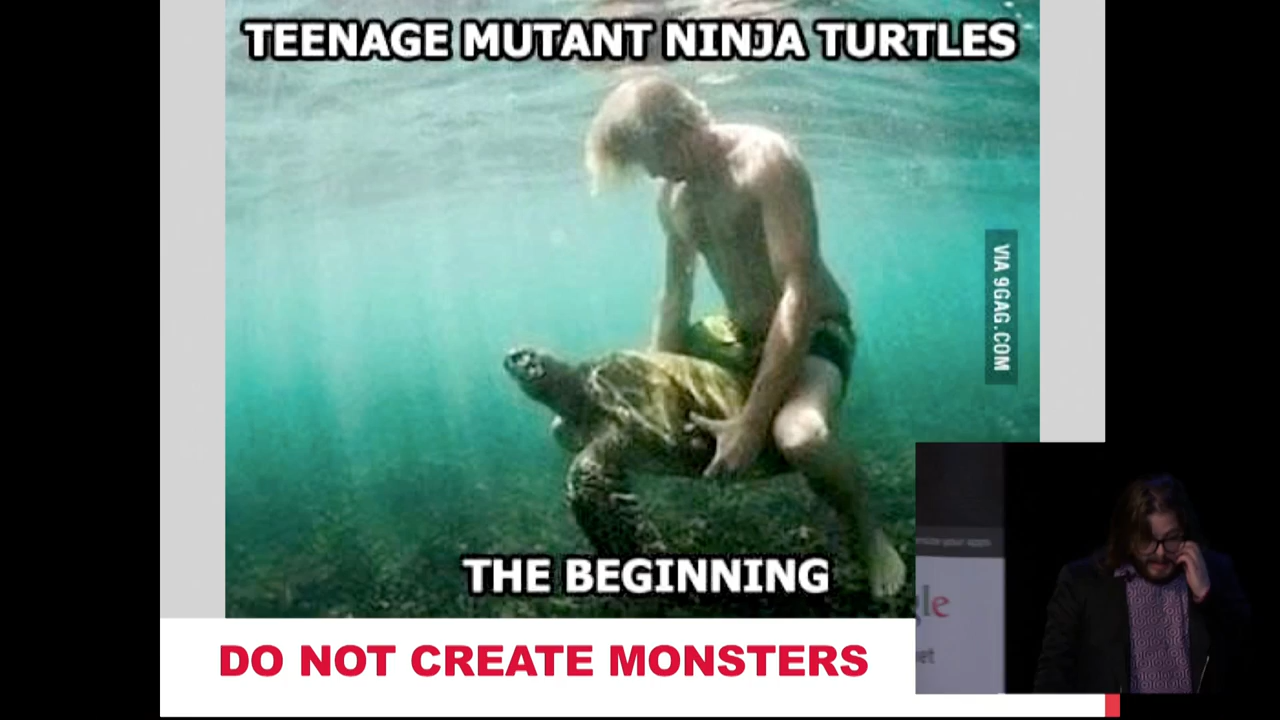 TEENAGE MUTANT NINJA TURTLES
VIA 9GAG.COM
THE BEGINNING
DO NOT CREATE MONSTERS